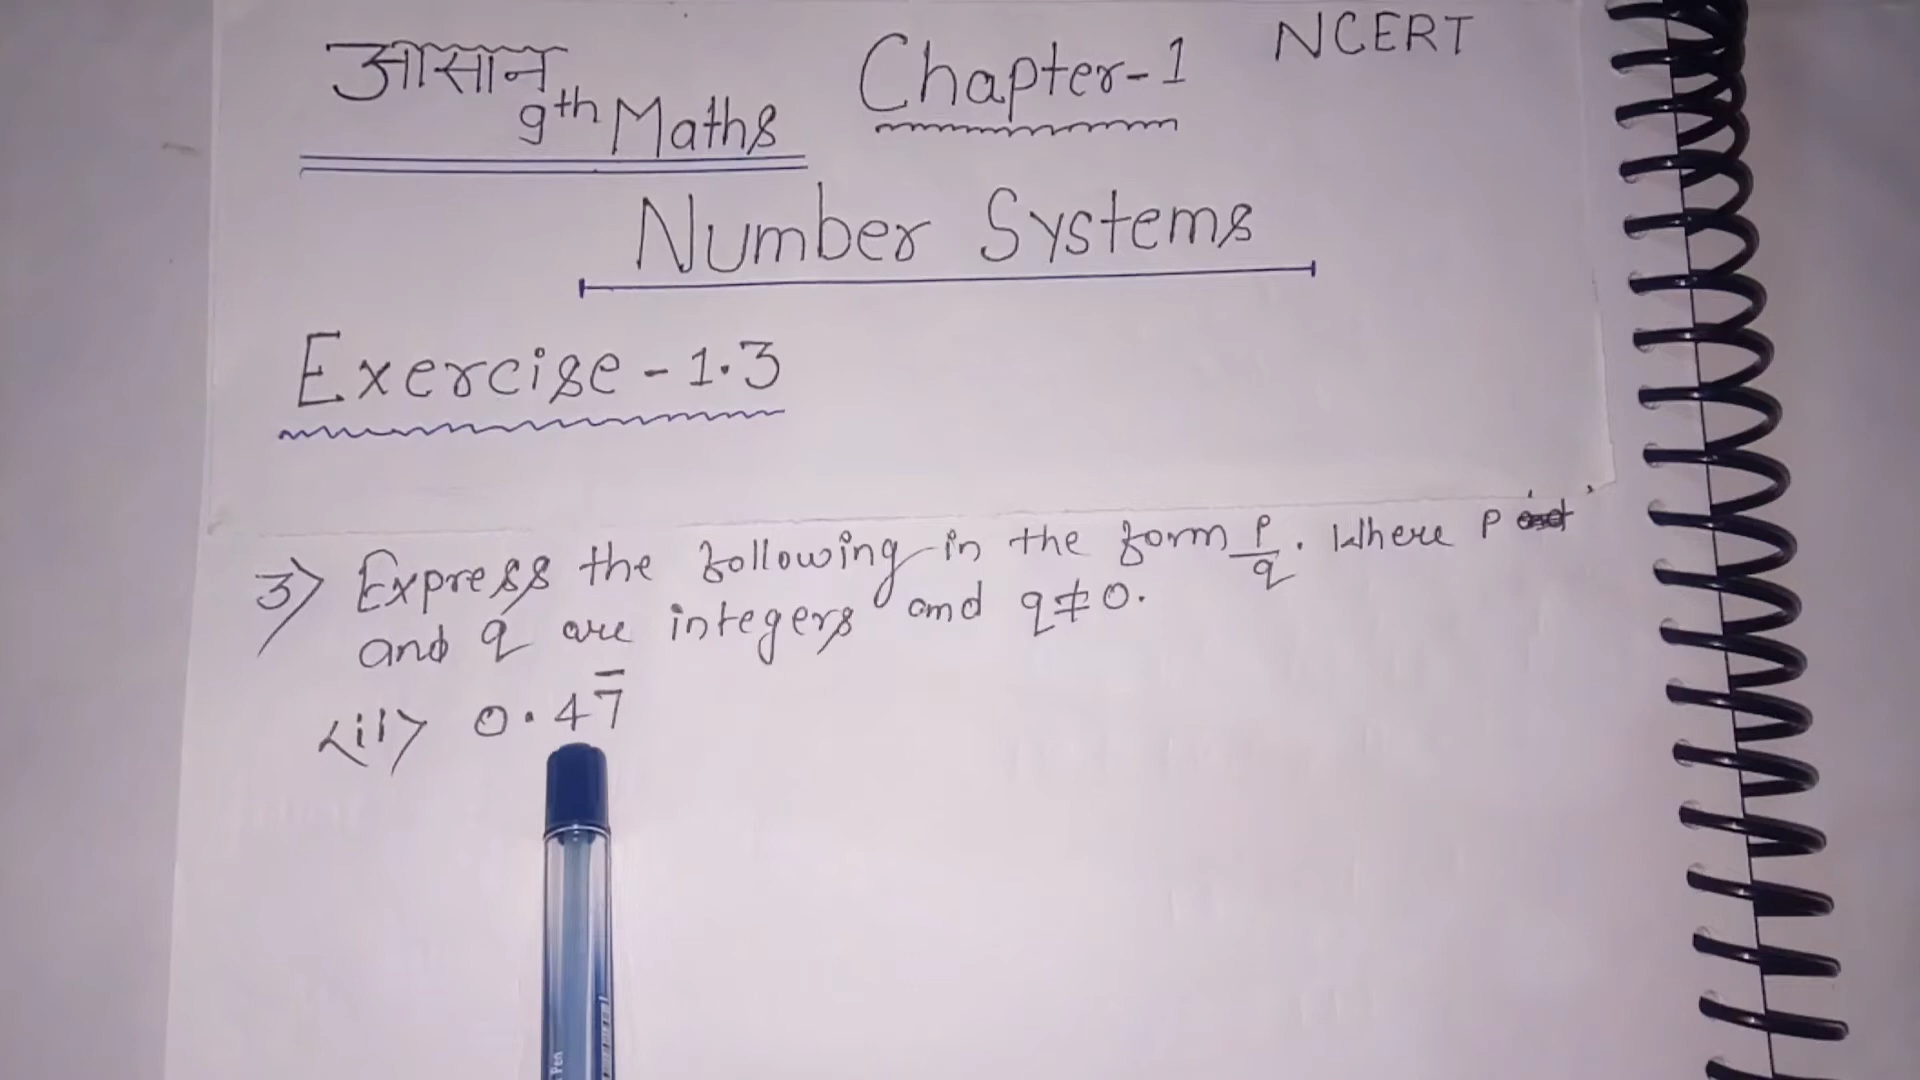 आसान
9th Maths
Chapter-1
NCERT
Number Systems
Exercise-1.3
3) Express the following in the form p/q. Where p
and q are integers and q≠0.
<ii> 0.47̅
Pen